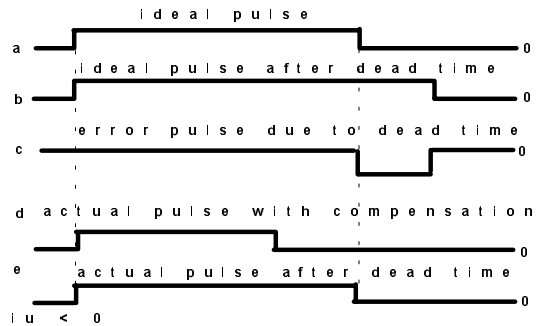 ideal pulse
a 0
ideal pulse after dead time
b 0
error pulse due to dead time
c 0
d actual pulse with compensation
0
e actual pulse after dead time
0
iu < 0